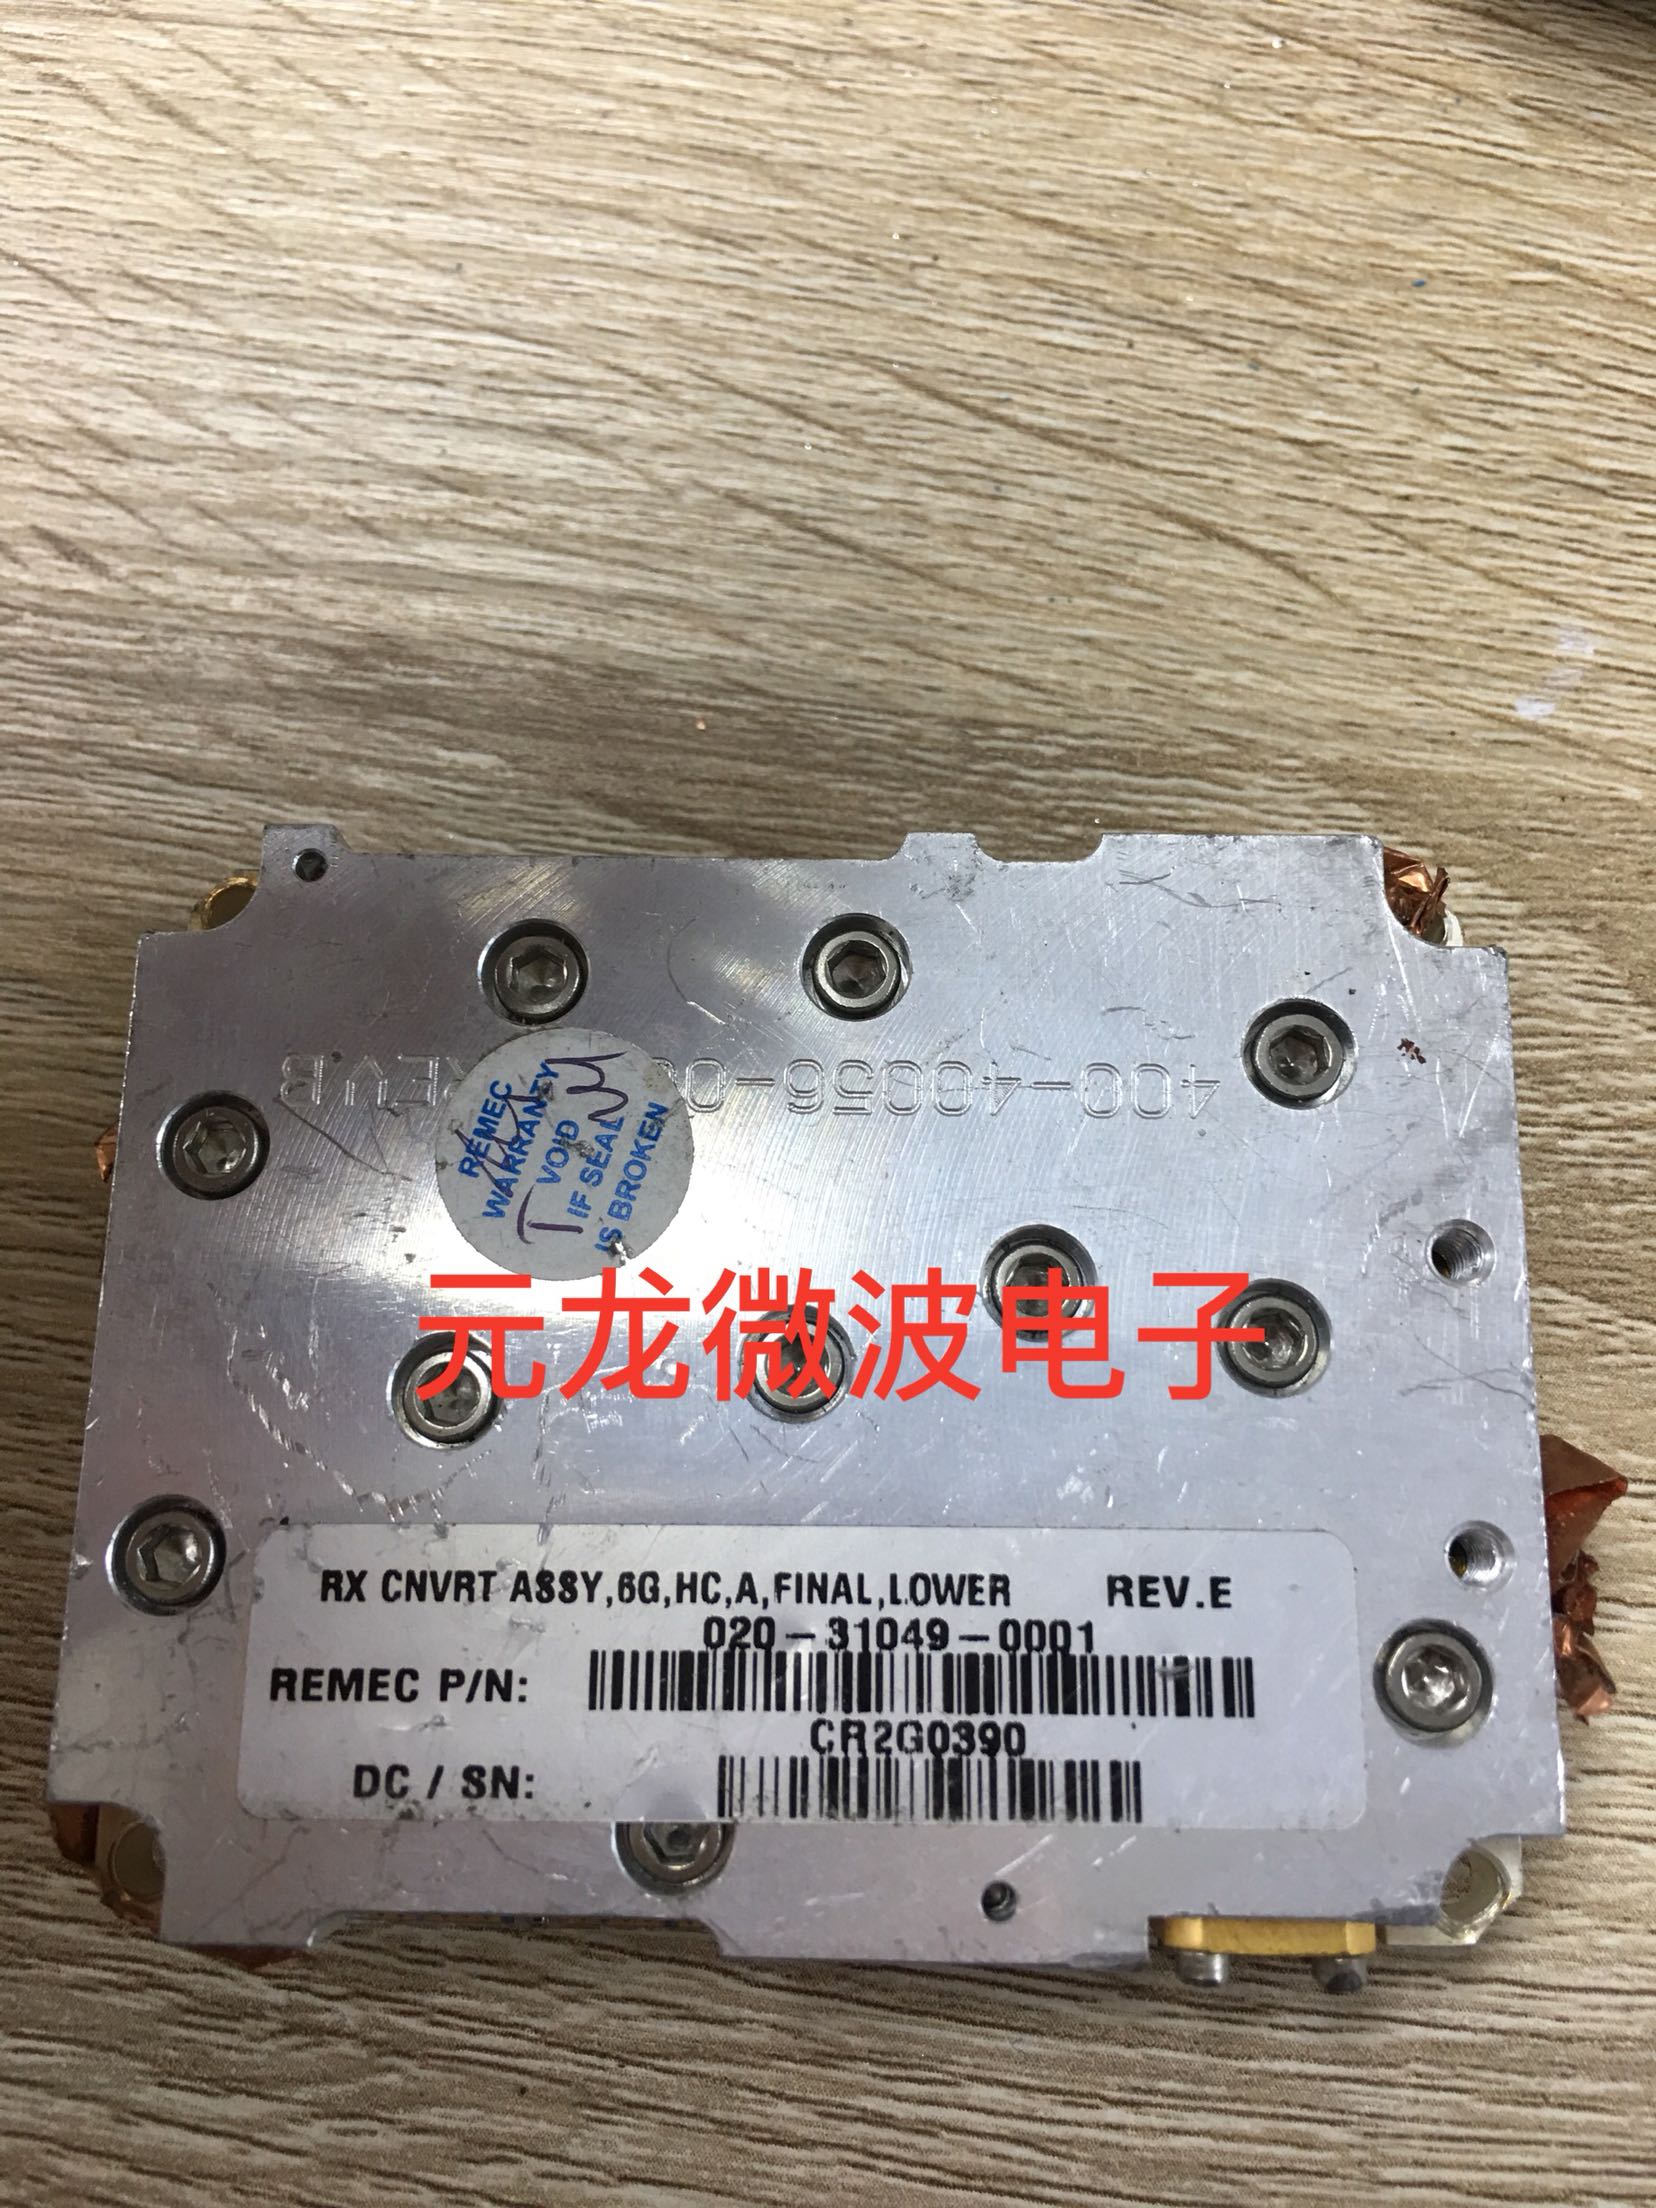 400-40056-0
EV.B
REMEC
WARRANTY
VOID
IF SEAL
IS BROKEN
元龙微波电子
RX CNVRT ASSY,6G,HC,A,FINAL,LOWER REV.E
020-31049-0001
REMEC P/N:
CR2G0390
DC / SN: